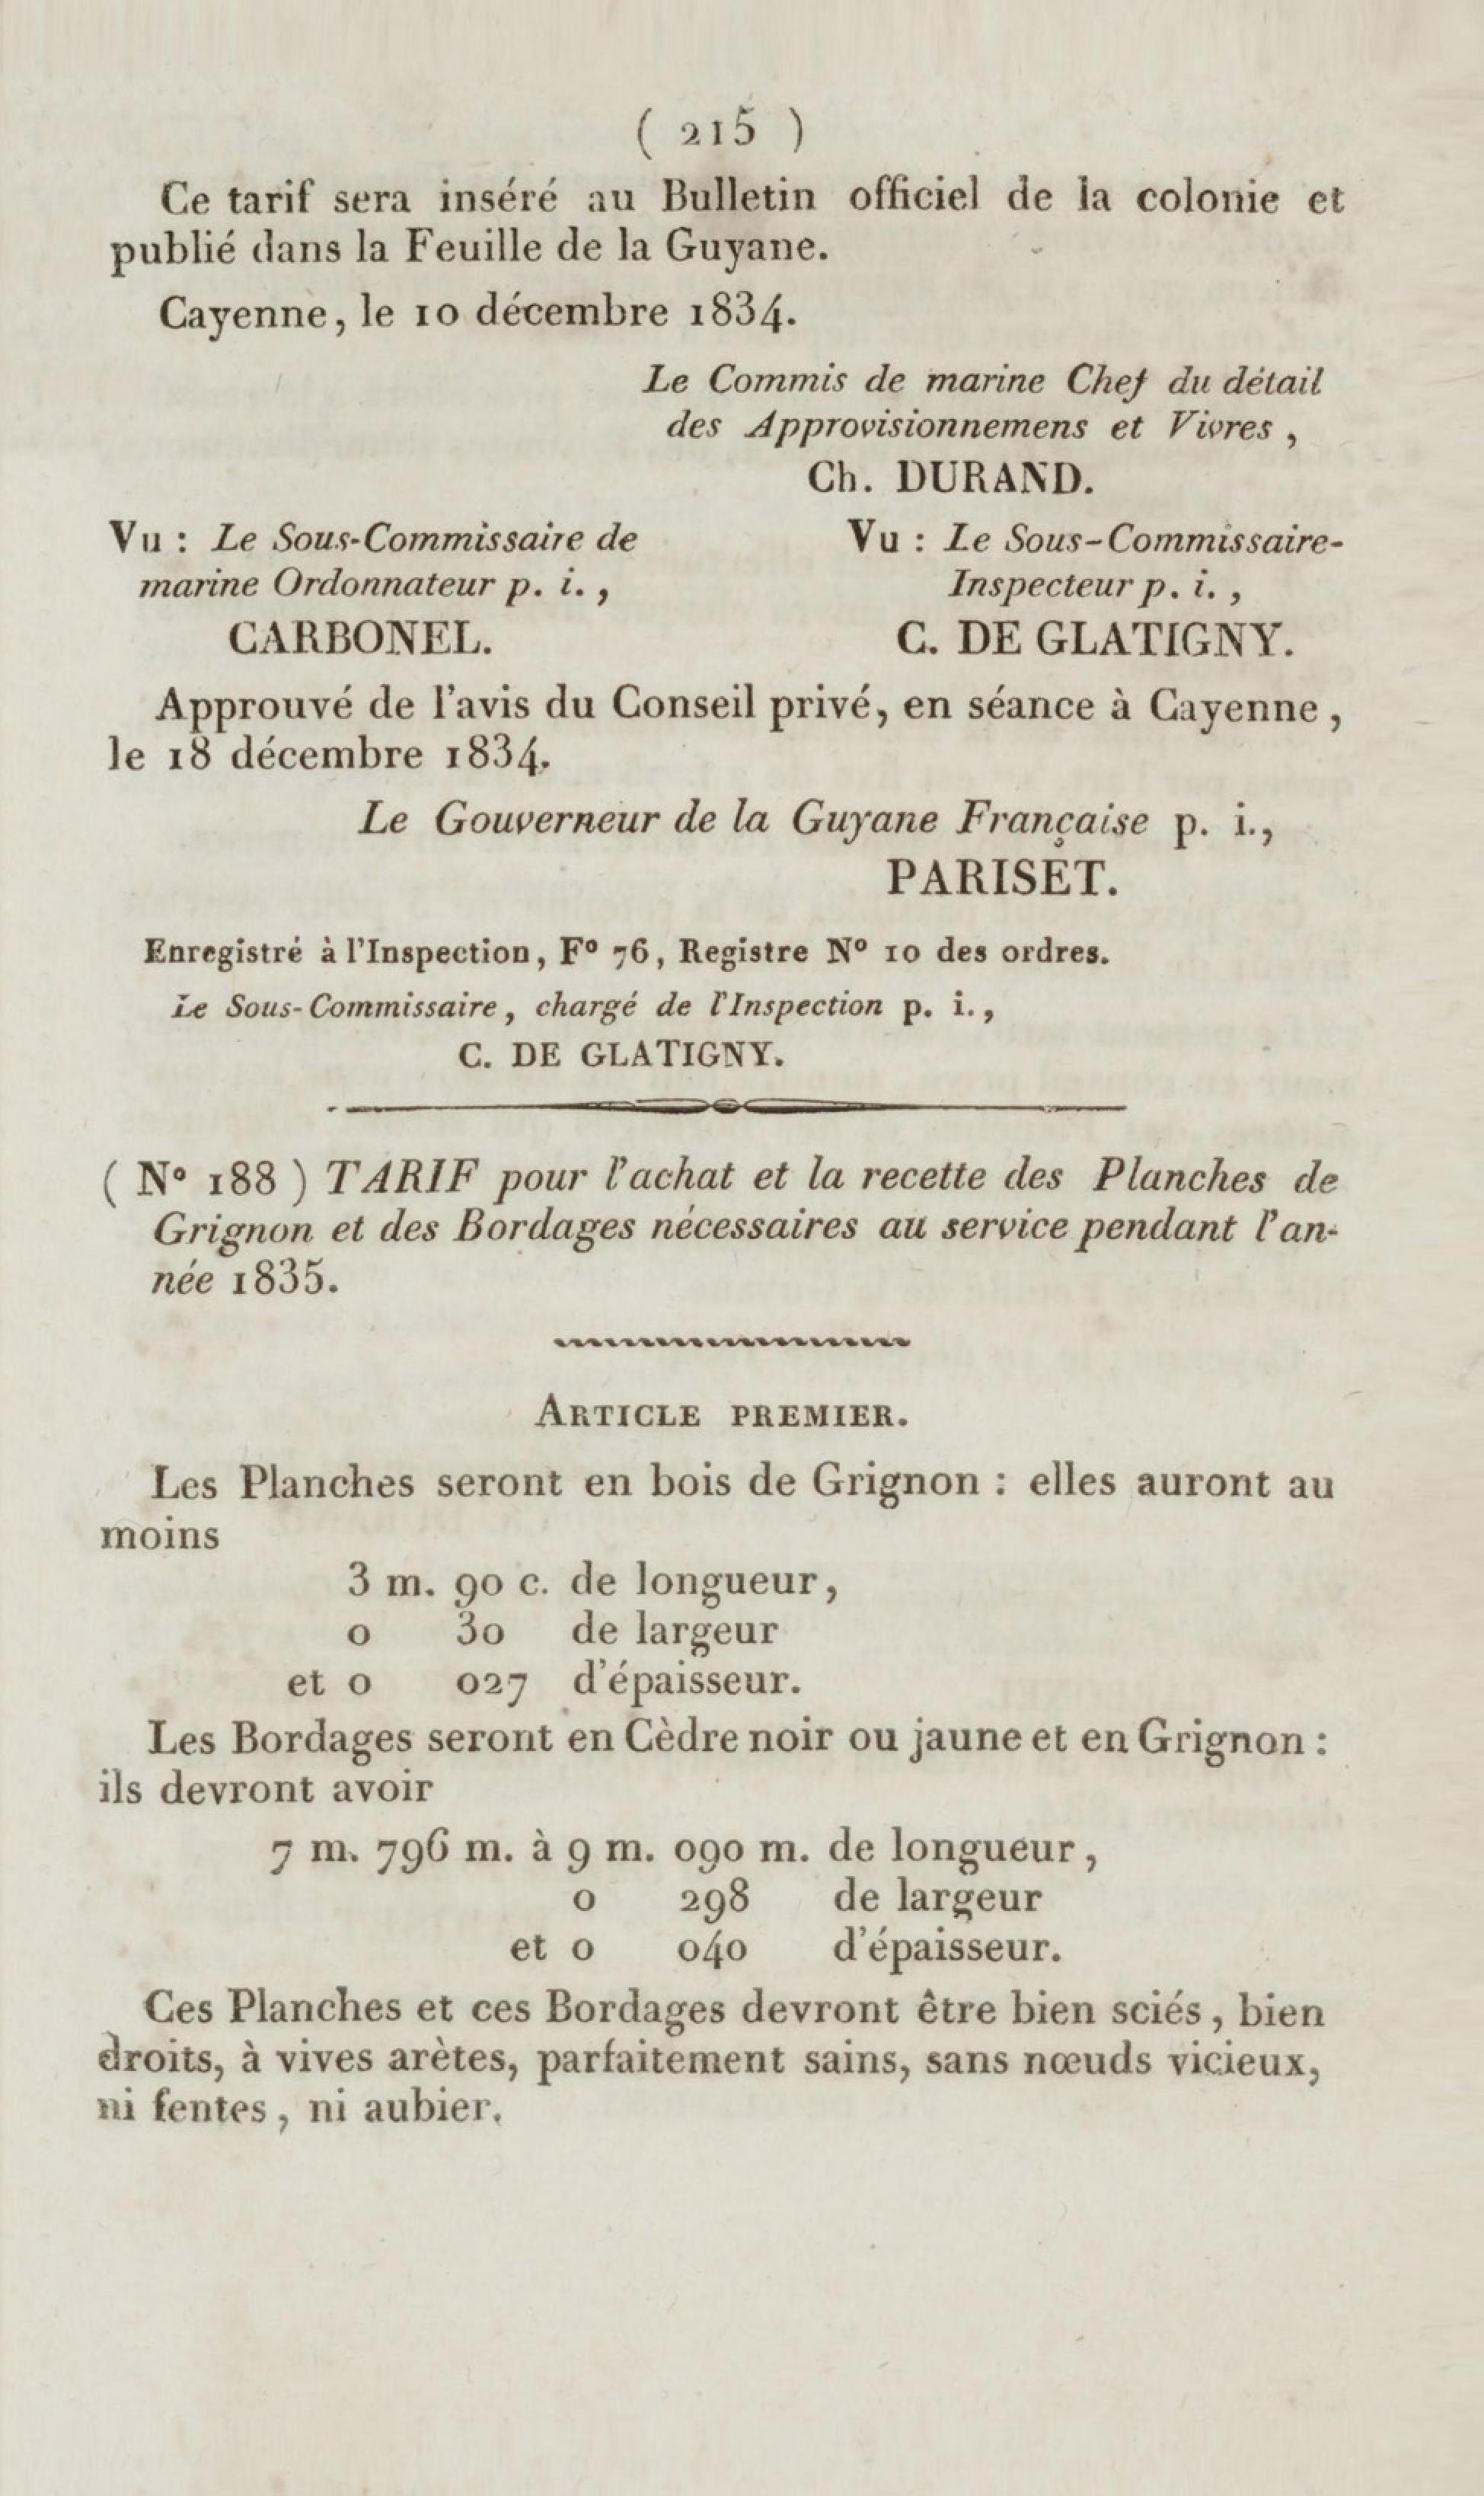 ( 215 )
Ce tarif sera inséré au Bulletin officiel de la colonie et
publié dans la Feuille de la Guyane.
Cayenne, le 10 décembre 1834.
Le Commis de marine Chef du détail
des Approvisionnemens et Vivres ,
Ch. DURAND.
Vu : Le Sous-Commissaire de
marine Ordonnateur p. i. ,
CARBONEL.
Vu : Le Sous-Commissaire-
Inspecteur p. i. ,
C. DE GLATIGNY.
Approuvé de l'avis du Conseil privé, en séance à Cayenne ,
le 18 décembre 1834.
Le Gouverneur de la Guyane Française p. i.,
PARISET.
Enregistré à l'Inspection, Fº 76, Registre Nº 10 des ordres.
Le Sous-Commissaire , chargé de l'Inspection p. i. ,
C. DE GLATIGNY.
( Nº 188 ) TARIF pour l'achat et la recette des Planches de
Grignon et des Bordages nécessaires au service pendant l'an-
née 1835.
ARTICLE PREMIER.
Les Planches seront en bois de Grignon : elles auront au
moins
3 m. 90 c. de longueur,
0 30 de largeur
et 0 027 d'épaisseur.
Les Bordages seront en Cèdre noir ou jaune et en Grignon :
ils devront avoir
7 m. 796 m. à 9 m. 090 m. de longueur ,
0 298 de largeur
et 0 040 d'épaisseur.
Ces Planches et ces Bordages devront être bien sciés , bien
droits, à vives arètes, parfaitement sains, sans nœuds vicieux,
ni fentes , ni aubier.